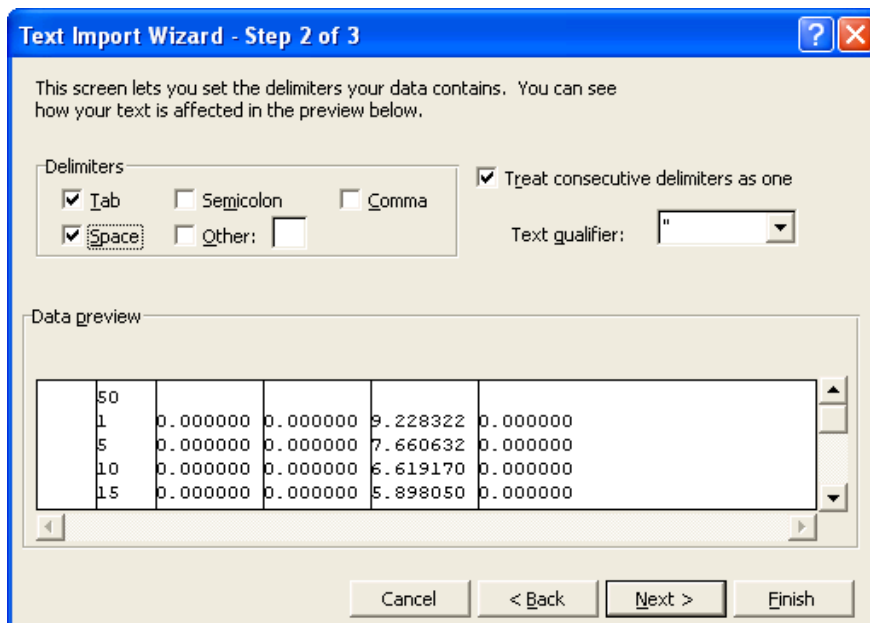 Text Import Wizard - Step 2 of 3
This screen lets you set the delimiters your data contains. You can see
how your text is affected in the preview below.
Delimiters
Tab Semicolon Comma
Space Other:
Treat consecutive delimiters as one
Text qualifier: "
Data preview
50
1 0.000000 0.000000 9.228322 0.000000
5 0.000000 0.000000 7.660632 0.000000
10 0.000000 0.000000 6.619170 0.000000
15 0.000000 0.000000 5.898050 0.000000
Cancel < Back Next > Finish